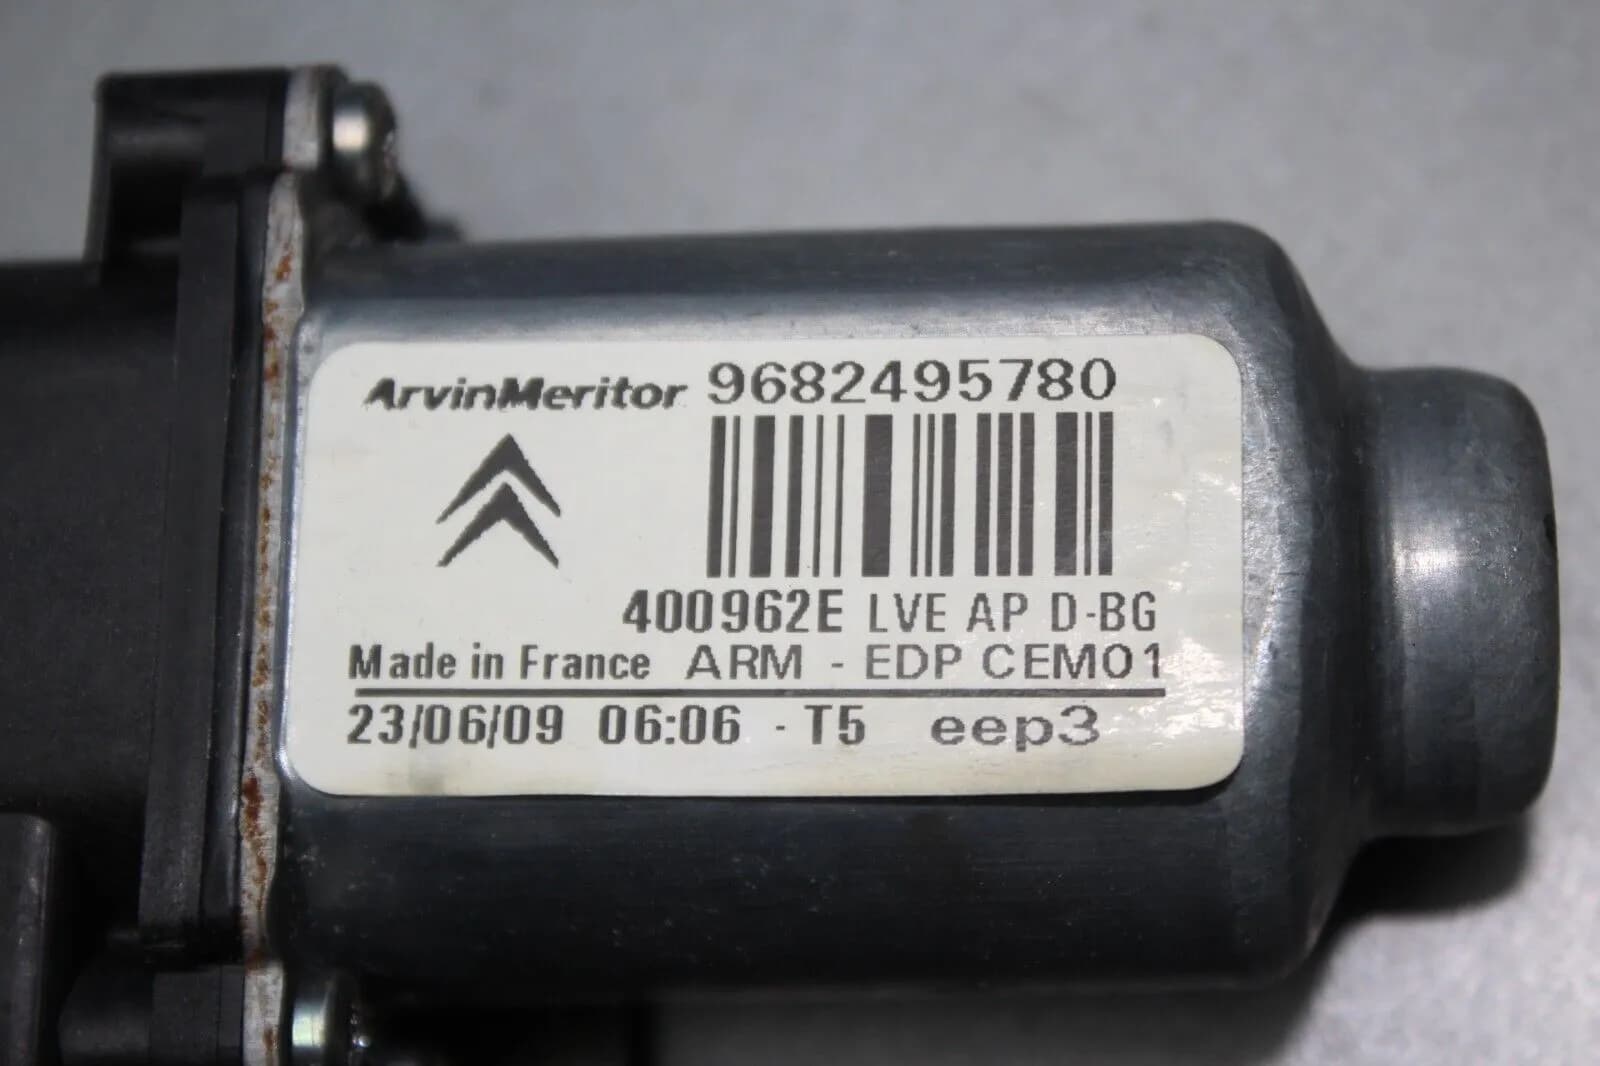 ArvinMeritor 9682495780
400962E LVE AP D-BG
Made in France ARM - EDP CEM01
23/06/09 06:06 - T5 eep3